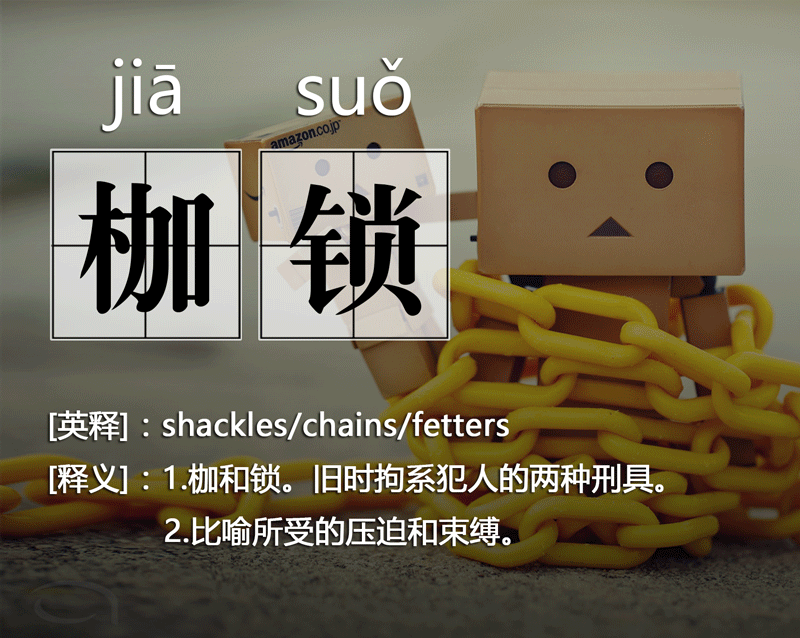 jiā suǒ
amazon.co.jp
枷锁
[英释]：shackles/chains/fetters
[释义]：1.枷和锁。旧时拘系犯人的两种刑具。
2.比喻所受的压迫和束缚。